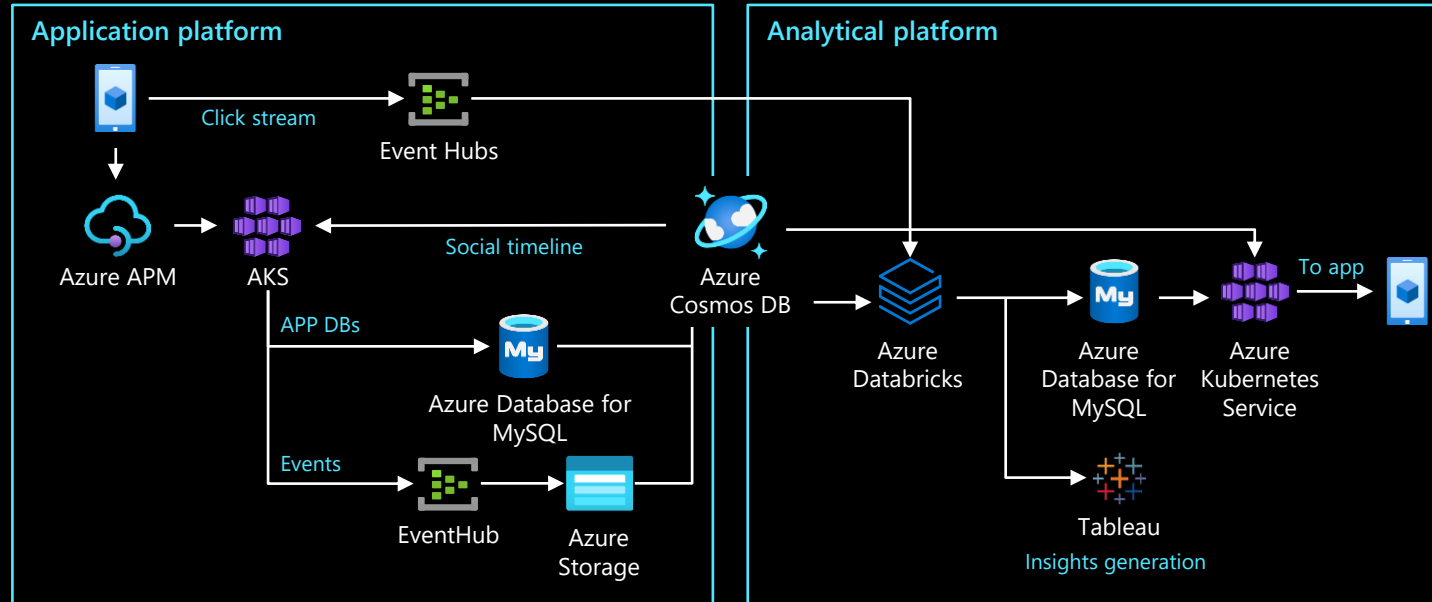 Application platform
Analytical platform
Click stream
Event Hubs
Azure APM
AKS
Social timeline
Azure
Cosmos DB
To app
APP DBs
My
Azure Database for
MySQL
Events
EventHub
Azure
Storage
Azure
Databricks
My
Azure
Database for
MySQL
Azure
Kubernetes
Service
Tableau
Insights generation